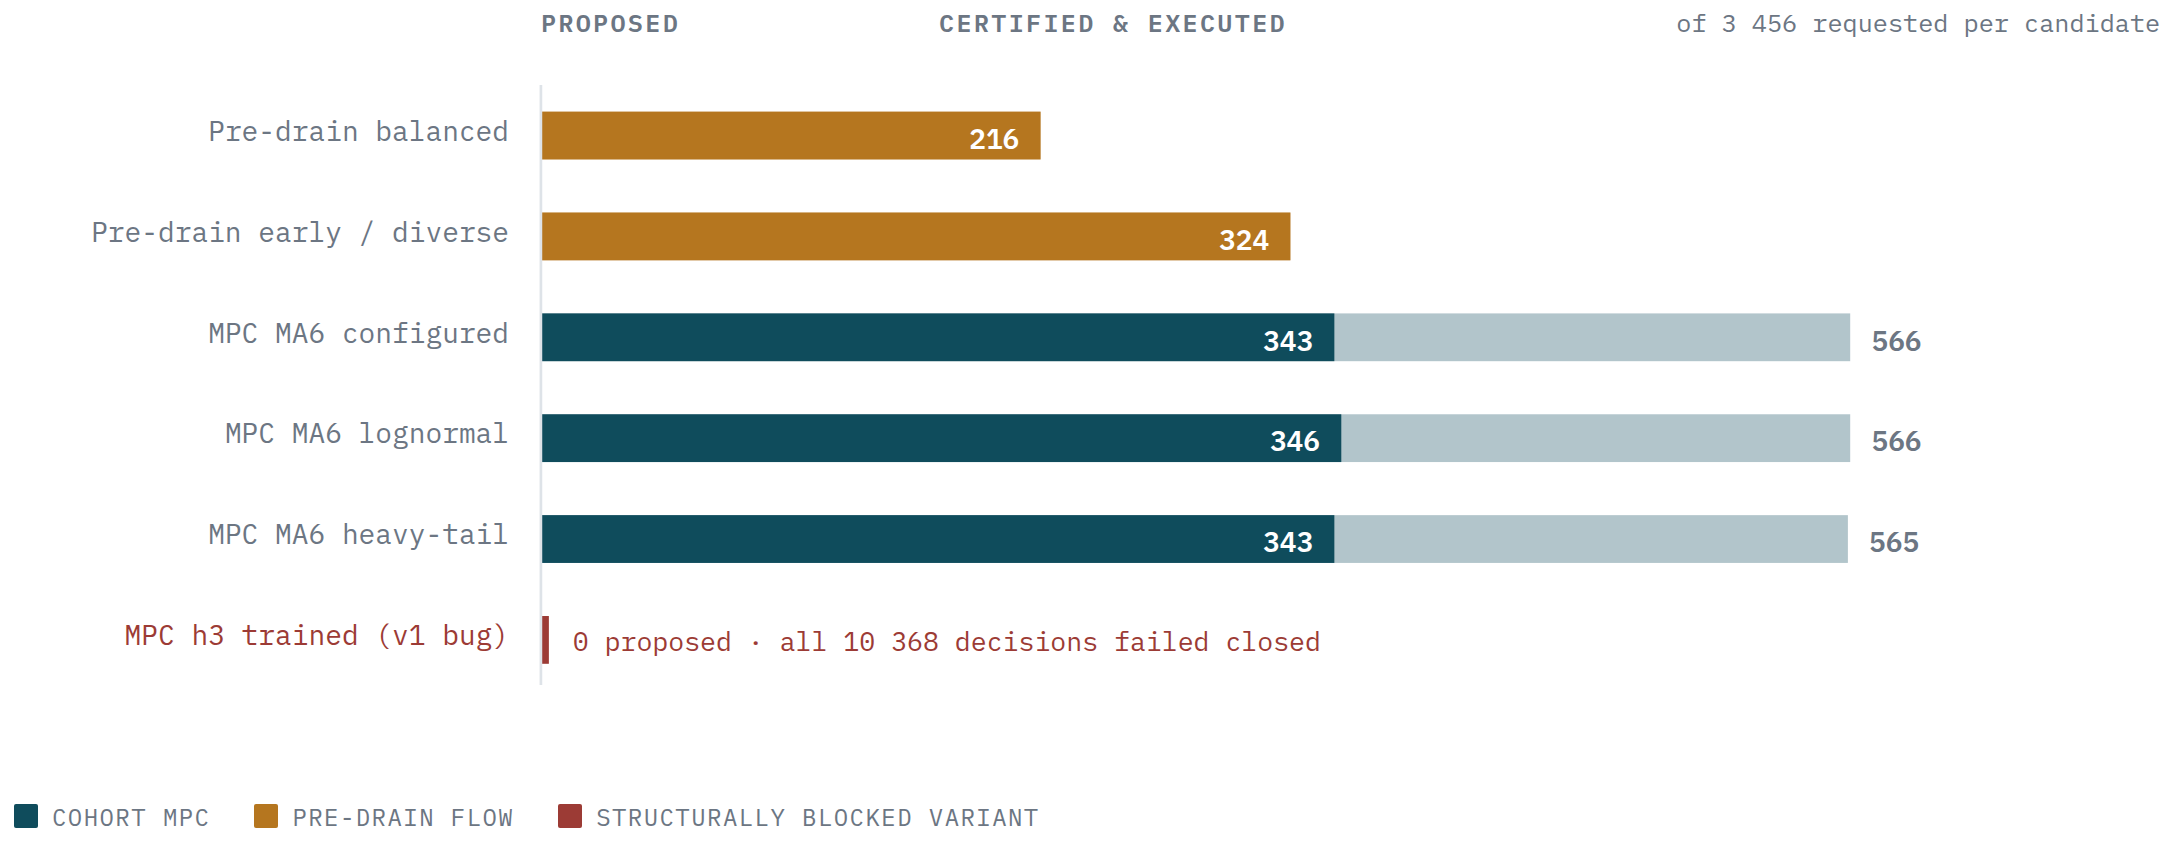 PROPOSED CERTIFIED & EXECUTED of 3 456 requested per candidate
Pre-drain balanced 216
Pre-drain early / diverse 324
MPC MA6 configured 343 566
MPC MA6 lognormal 346 566
MPC MA6 heavy-tail 343 565
MPC h3 trained (v1 bug) 0 proposed · all 10 368 decisions failed closed
COHORT MPC PRE-DRAIN FLOW STRUCTURALLY BLOCKED VARIANT